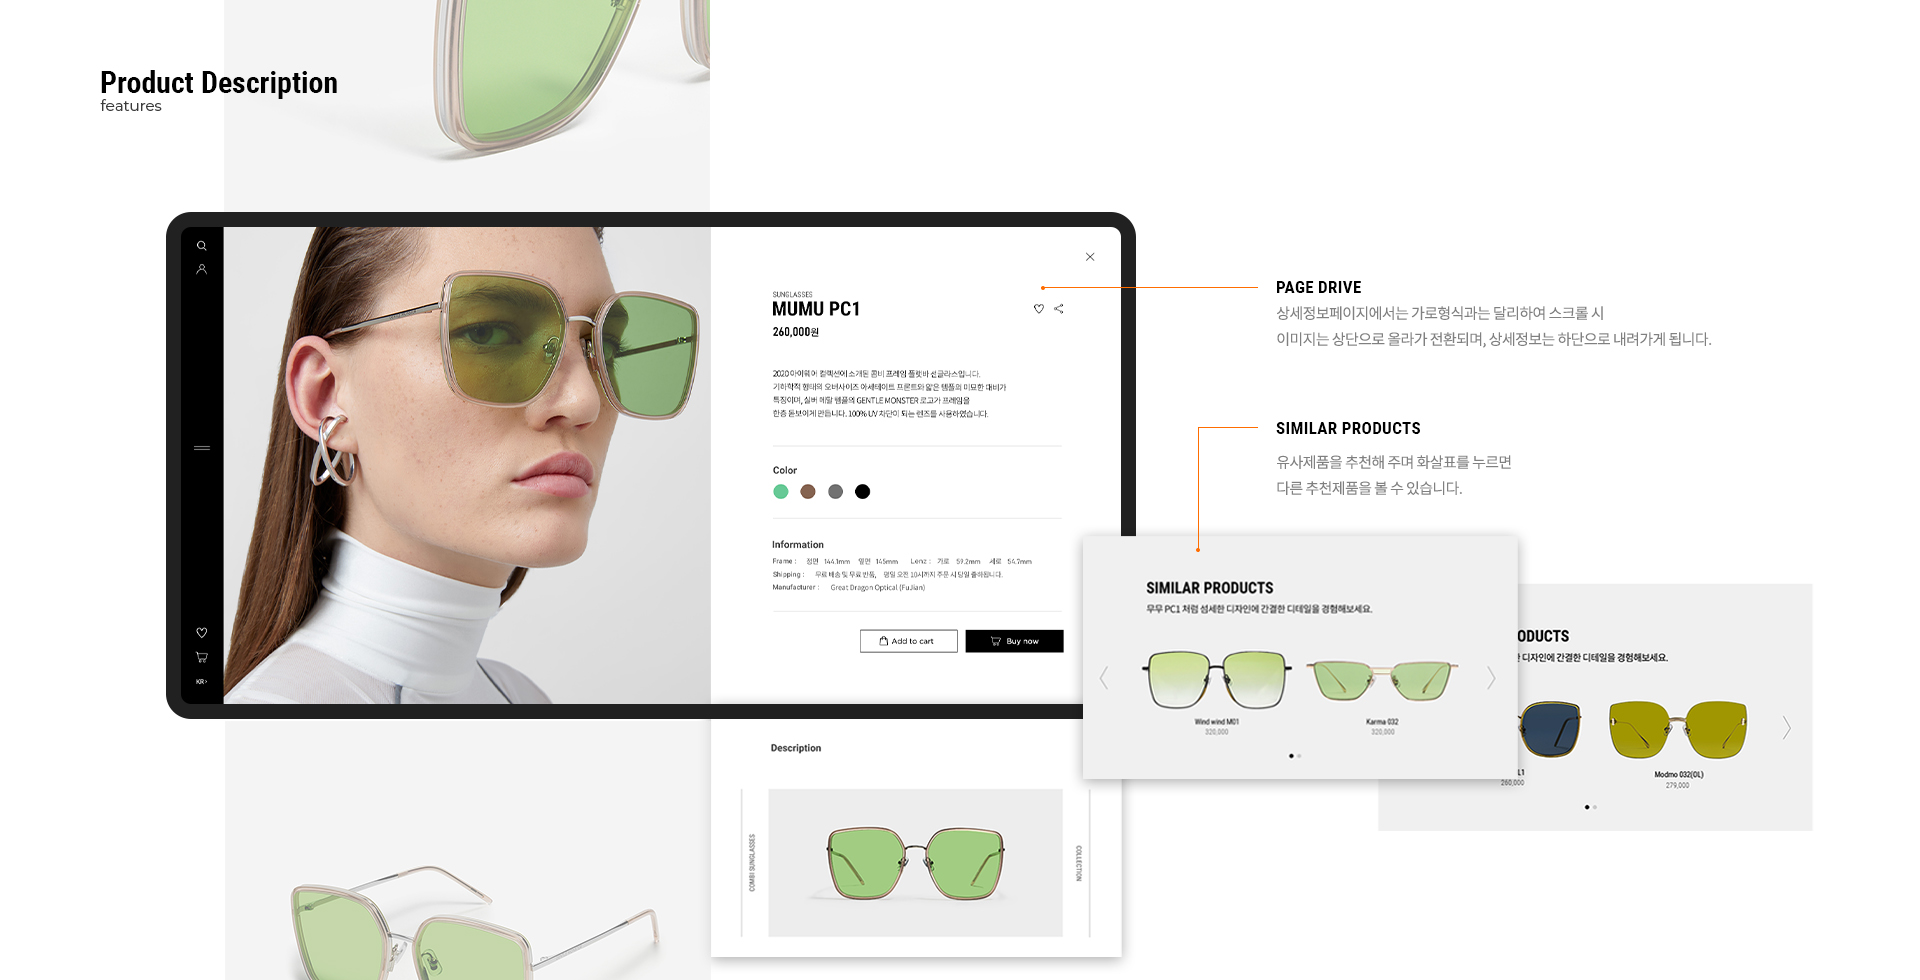 Product Description
features
SUNGLASSES
MUMU PC1
260,000원
2020 아이웨어 컬렉션에 소개된 콤비 프레임 플랫바 선글라스입니다.
기하학적 형태의 오버사이즈 아세테이트 프론트와 얇은 템플의 미묘한 대비가
특징이며, 실버 메탈 템플의 GENTLE MONSTER 로고가 프레임을
한층 돋보이게 만듭니다. 100% UV 차단이 되는 렌즈를 사용하였습니다.
Color
Information
Frame : 정면 144.1mm 옆면 145mm Lenz : 가로 59.2mm 세로 54.7mm
Shipping : 무료 배송 및 무료 반품, 평일 오전 10시까지 주문 시 당일 출하됩니다.
Manufacturer : Great Dragon Optical (FuJian)
Add to cart
Buy now
KR
PAGE DRIVE
상세정보페이지에서는 가로형식과는 달리하여 스크롤 시
이미지는 상단으로 올라가 전환되며, 상세정보는 하단으로 내려가게 됩니다.
SIMILAR PRODUCTS
유사제품을 추천해 주며 화살표를 누르면
다른 추천제품을 볼 수 있습니다.
SIMILAR PRODUCTS
무무 PC1 처럼 섬세한 디자인에 간결한 디테일을 경험해보세요.
Wind wind M01
320,000
Karma 032
320,000
ODUCTS
한 디자인에 간결한 디테일을 경험해보세요.
L1
260,000
Modmo 032(OL)
279,000
Description
COMBI SUNGLASSES
COLLECTION